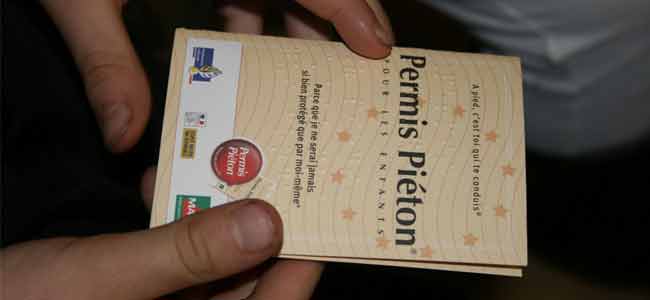 A pied, c'est toi qui te conduis®
Permis Piéton®
POUR LES ENFANTS
Parce que je ne serai jamais
si bien protégé que par moi-même®
Permis
Piéton